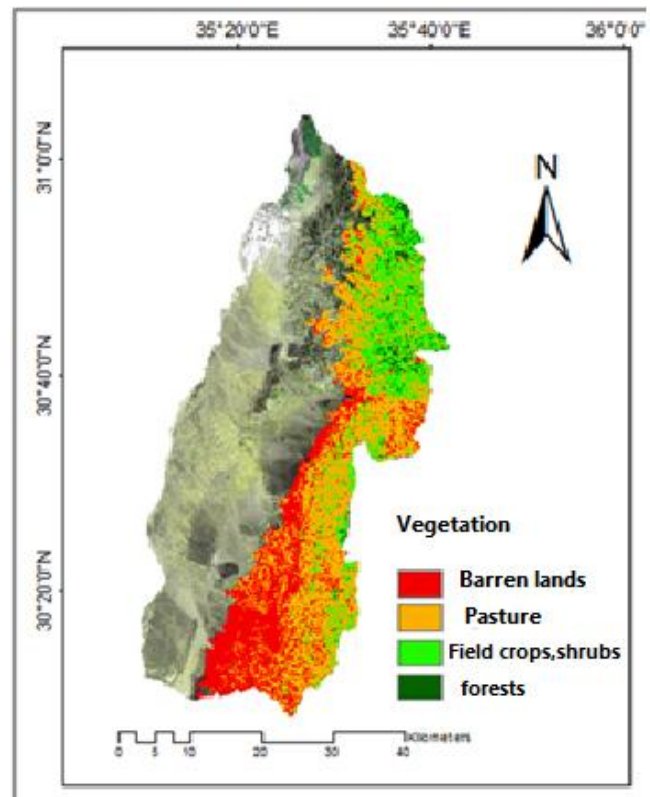 35°20'0"E 35°40'0"E 36°0'0"
31°0'0"N
N
30°40'0"N
30°20'0"N
Vegetation
Barren lands
Pasture
Field crops,shrubs
forests
Kilometers
0 5 10 20 30 40